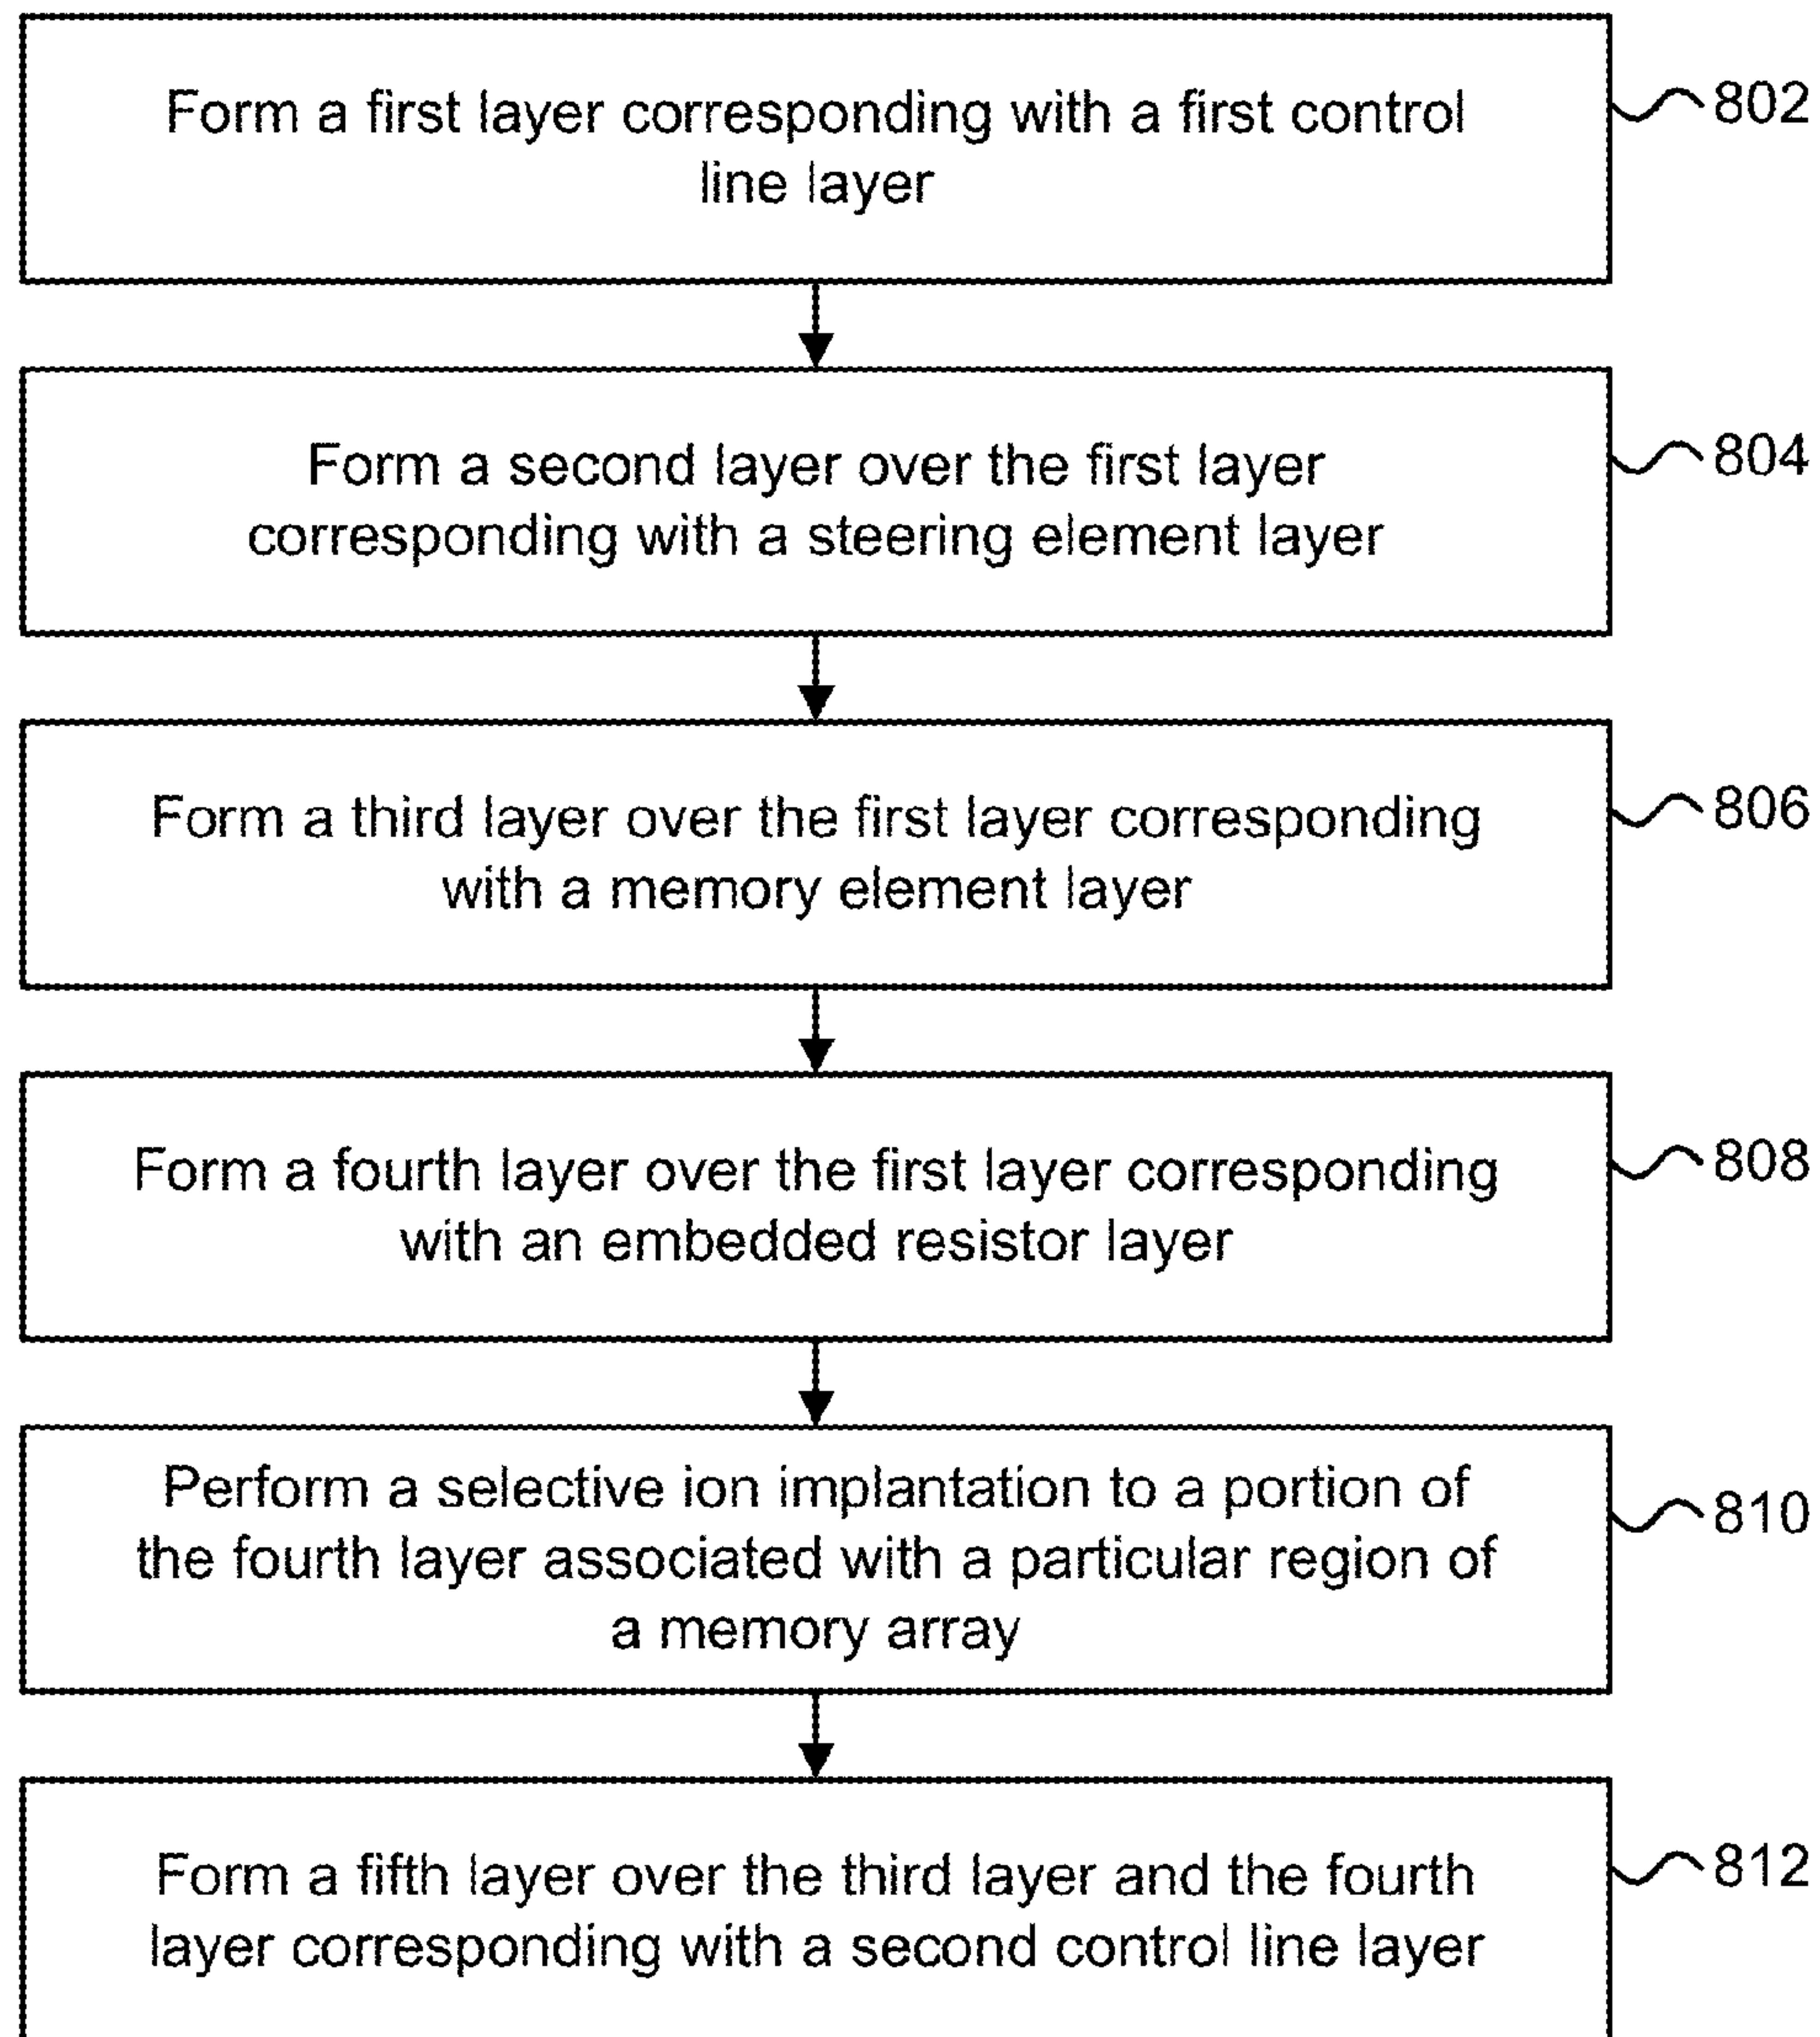 Form a first layer corresponding with a first control
line layer
802
Form a second layer over the first layer
corresponding with a steering element layer
804
Form a third layer over the first layer corresponding
with a memory element layer
806
Form a fourth layer over the first layer corresponding
with an embedded resistor layer
808
Perform a selective ion implantation to a portion of
the fourth layer associated with a particular region of
a memory array
810
Form a fifth layer over the third layer and the fourth
layer corresponding with a second control line layer
812